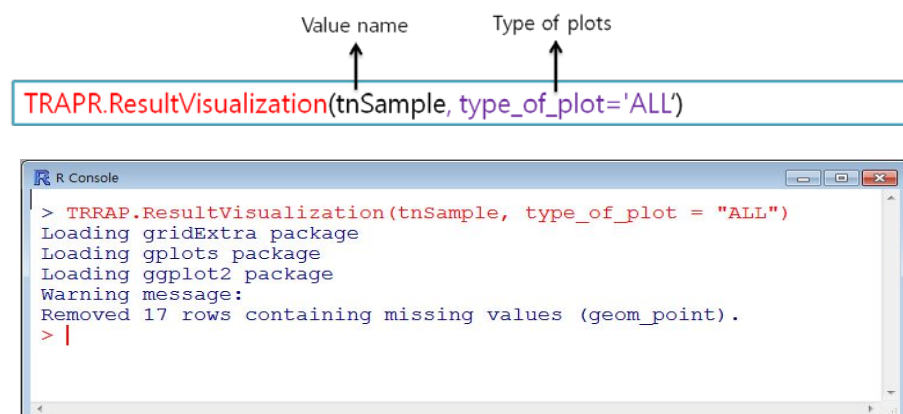 Value name
Type of plots
TRAPR.ResultVisualization(tnSample, type_of_plot='ALL')
R Console
> TRRAP.ResultVisualization(tnSample, type_of_plot = "ALL")
Loading gridExtra package
Loading gplots package
Loading ggplot2 package
Warning message:
Removed 17 rows containing missing values (geom_point).
>